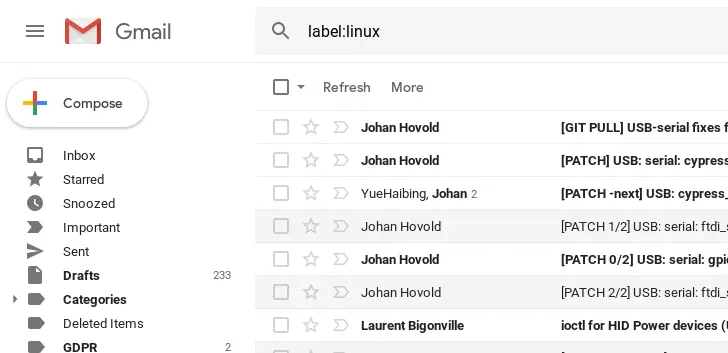 Gmail
label:linux
Compose
Refresh More
Inbox
Starred
Snoozed
Important
Sent
Drafts 233
Categories
Deleted Items
GDPR 2
Johan Hovold [GIT PULL] USB-serial fixes f
Johan Hovold [PATCH] USB: serial: cypress
YueHaibing, Johan 2 [PATCH -next] USB: cypress_
Johan Hovold [PATCH 1/2] USB: serial: ftdi_s
Johan Hovold [PATCH 0/2] USB: serial: gpi
Johan Hovold [PATCH 2/2] USB: serial: ftdi_s
Laurent Bigonville ioctl for HID Power devices (